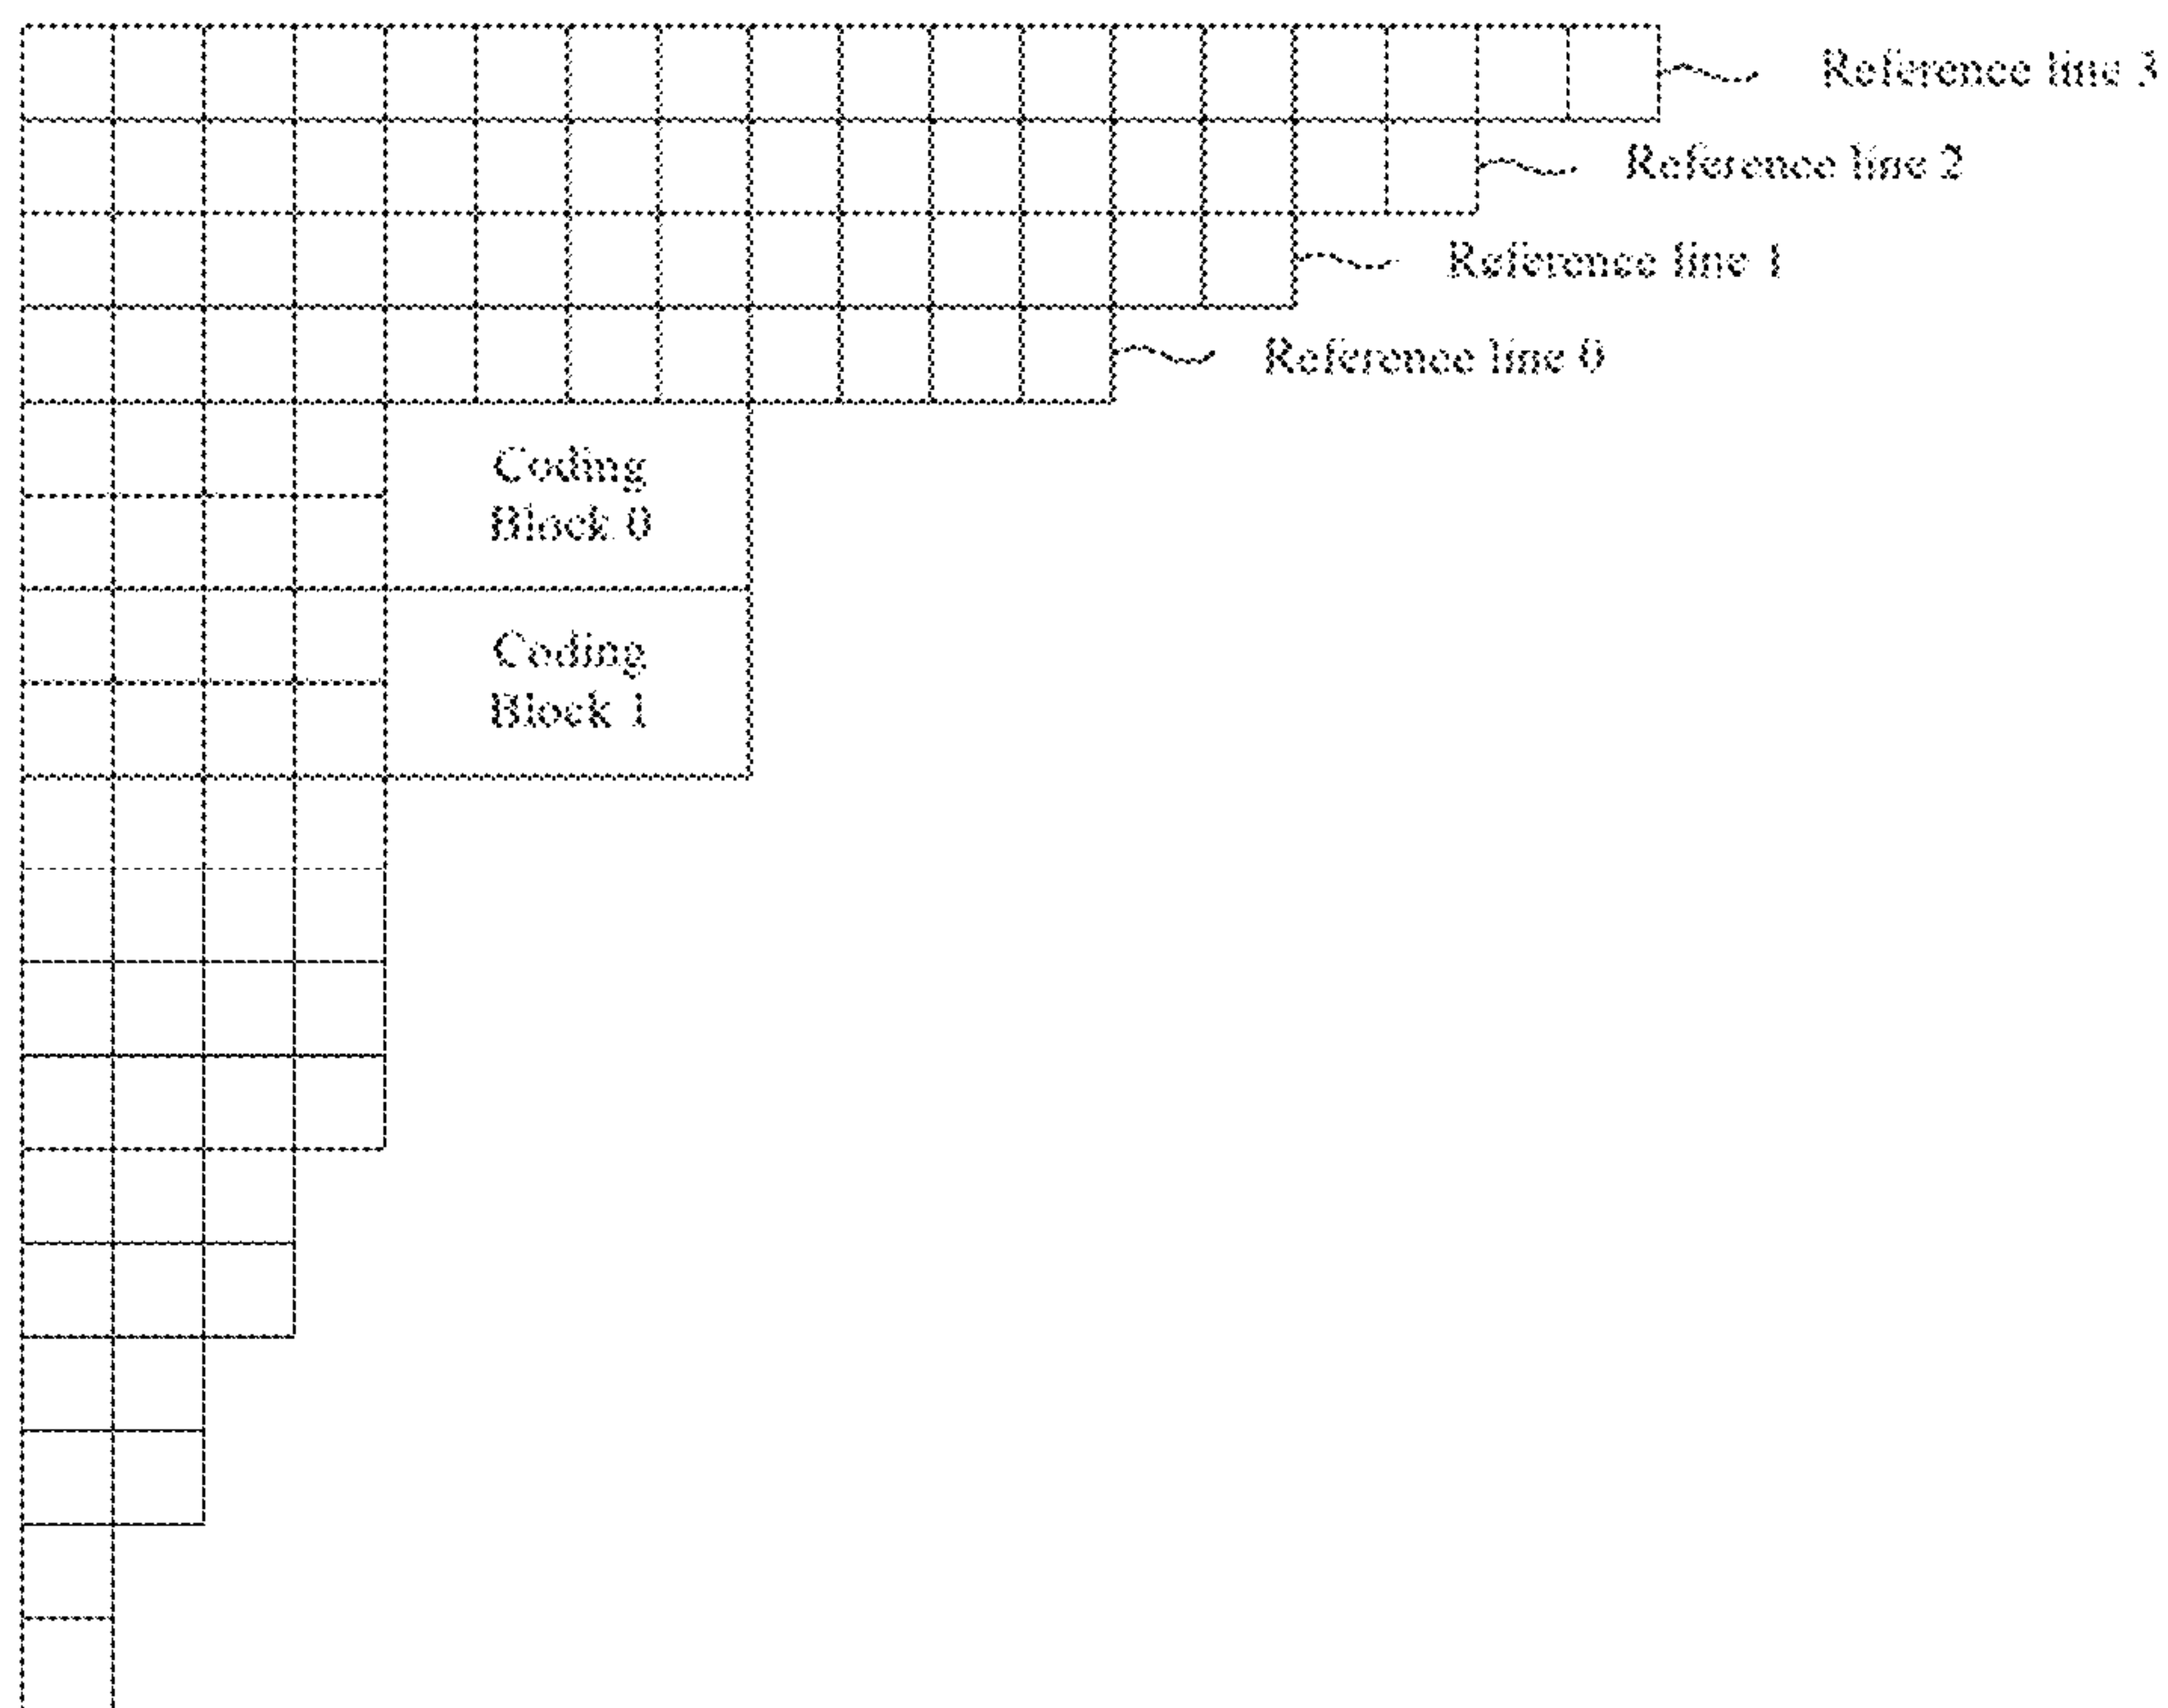 Reference line 3
Reference line 2
Reference line 1
Reference line 0
Coding
Block 0
Coding
Block 1